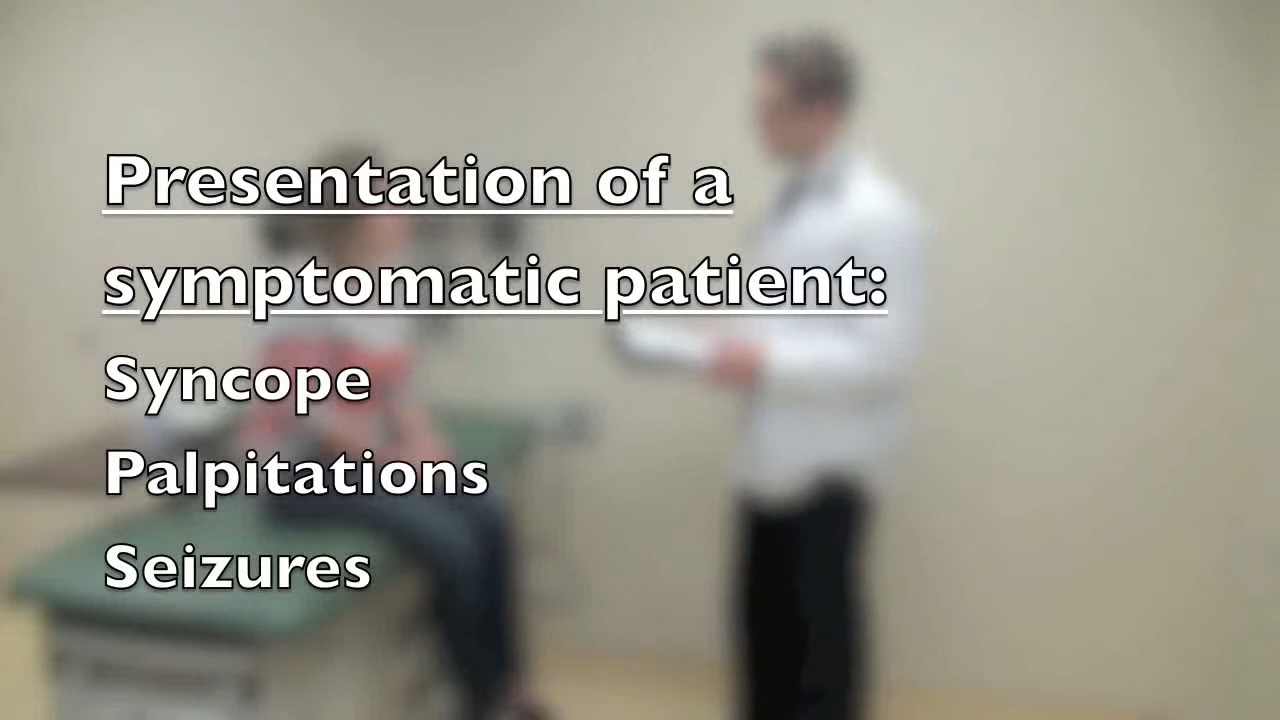 Presentation of a
symptomatic patient:
Syncope
Palpitations
Seizures